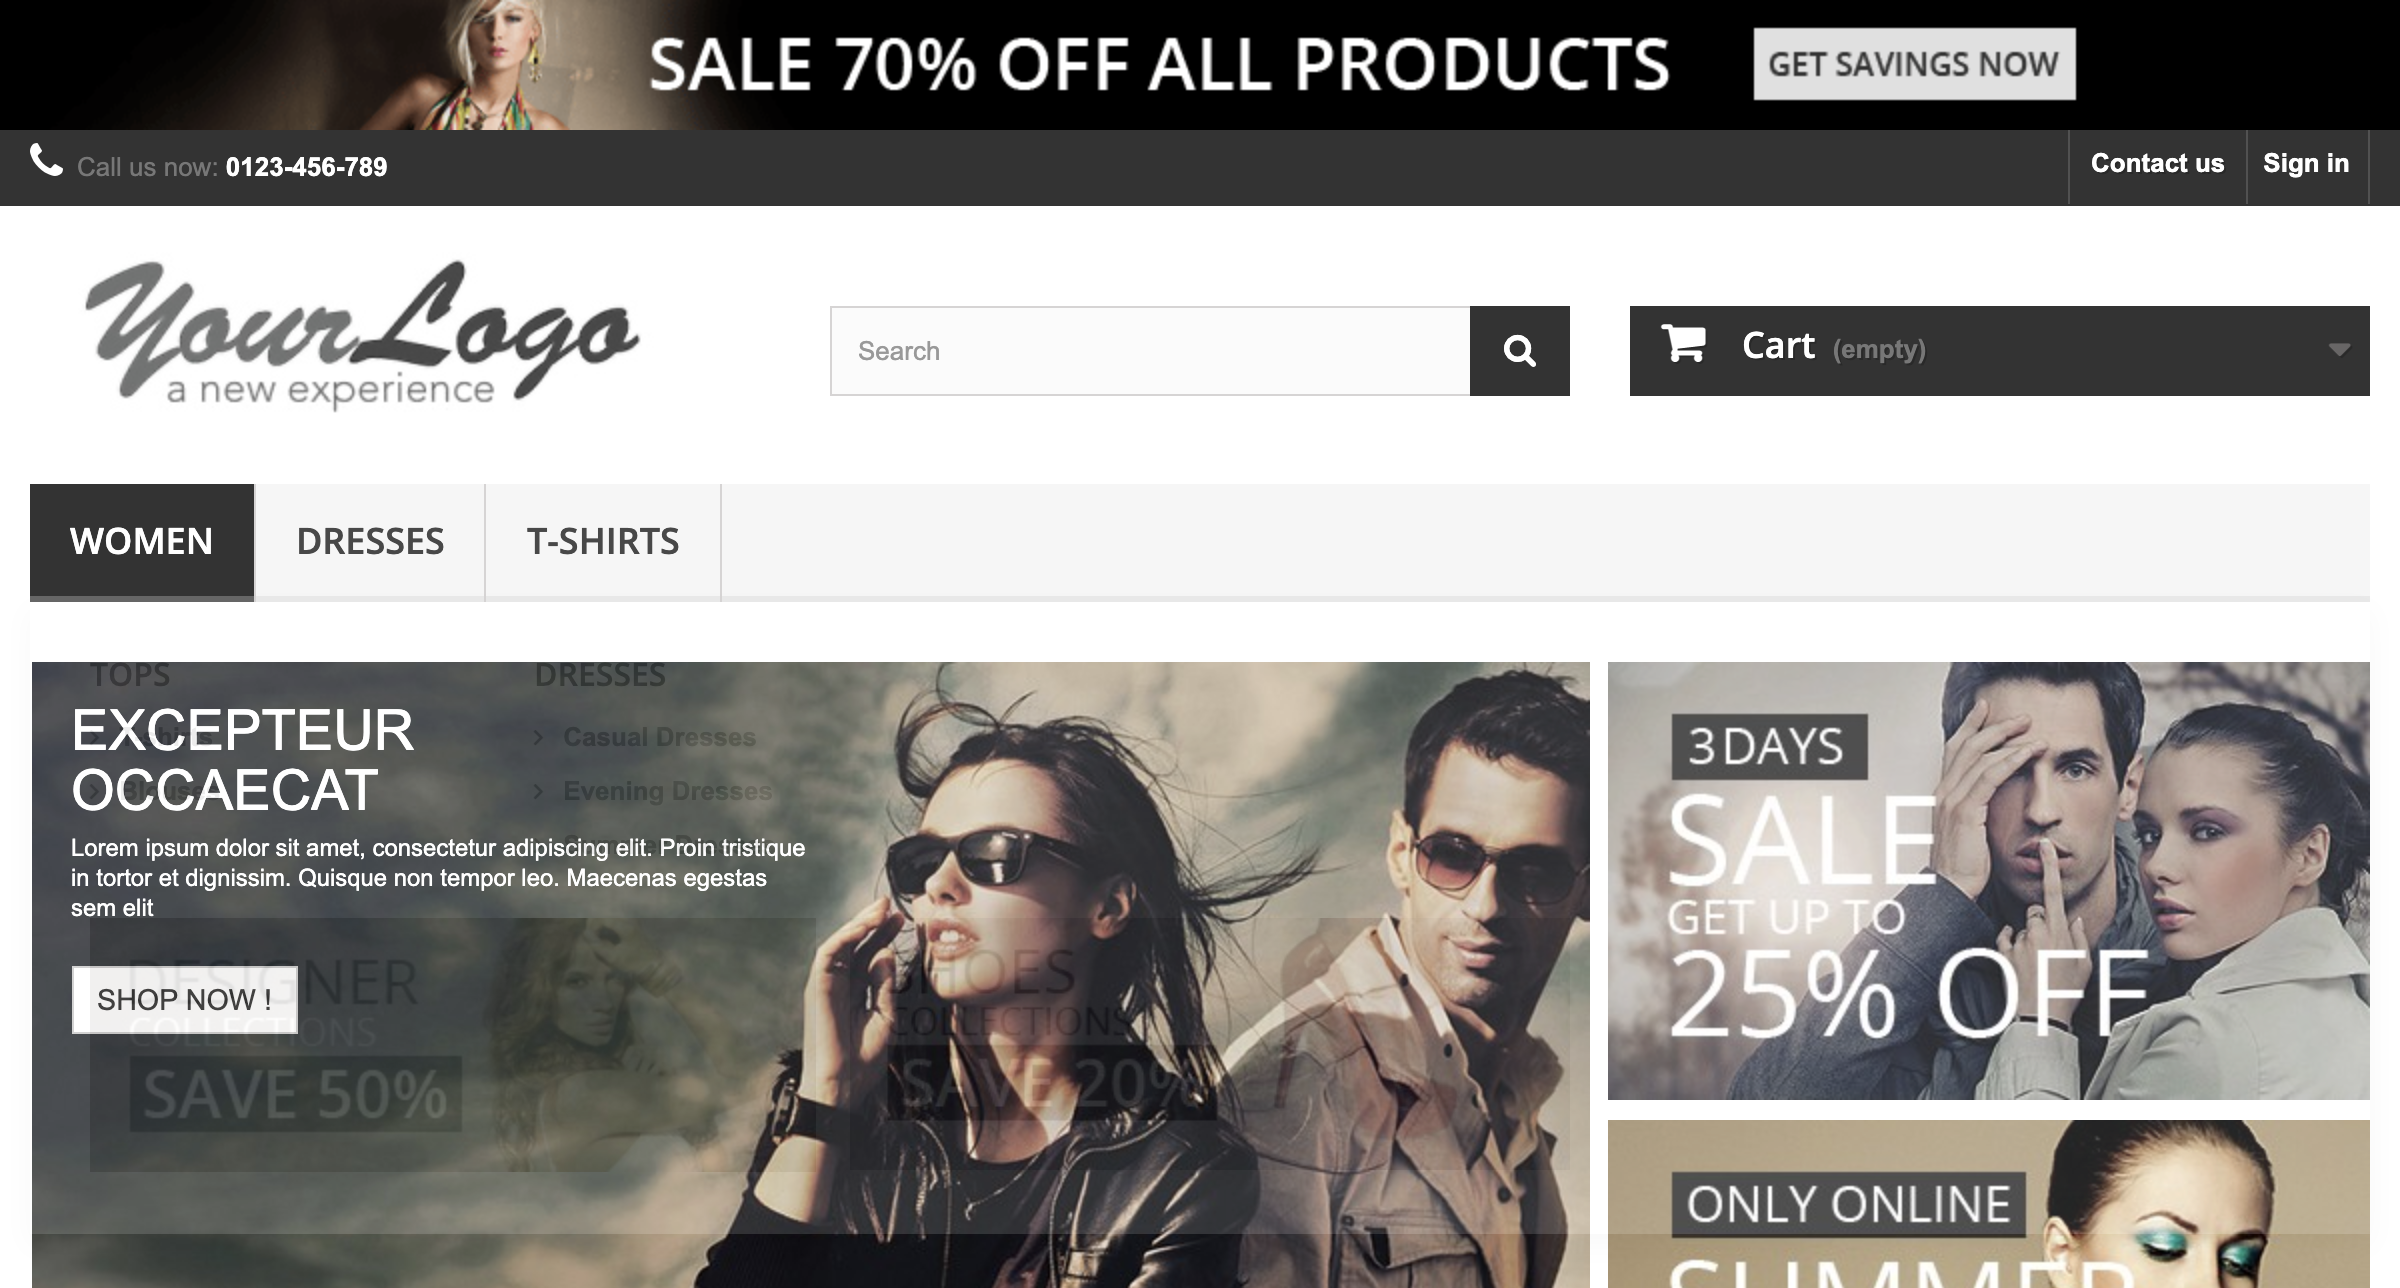 SALE 70% OFF ALL PRODUCTS
GET SAVINGS NOW
Call us now: 0123-456-789
Contact us
Sign in
YourLogo
a new experience
Search
Cart (empty)
WOMEN
DRESSES
T-SHIRTS
TOPS
DRESSES
EXCEPTEUR
OCCAECAT
Casual Dresses
Evening Dresses
Lorem ipsum dolor sit amet, consectetur adipiscing elit. Proin tristique
in tortor et dignissim. Quisque non tempor leo. Maecenas egestas
sem elit
SHOP NOW !
DESIGNER
COLLECTIONS
SAVE 50%
SHOES
COLLECTIONS
SAVE 20%
3 DAYS
SALE
GET UP TO
25% OFF
ONLY ONLINE
SUMMER